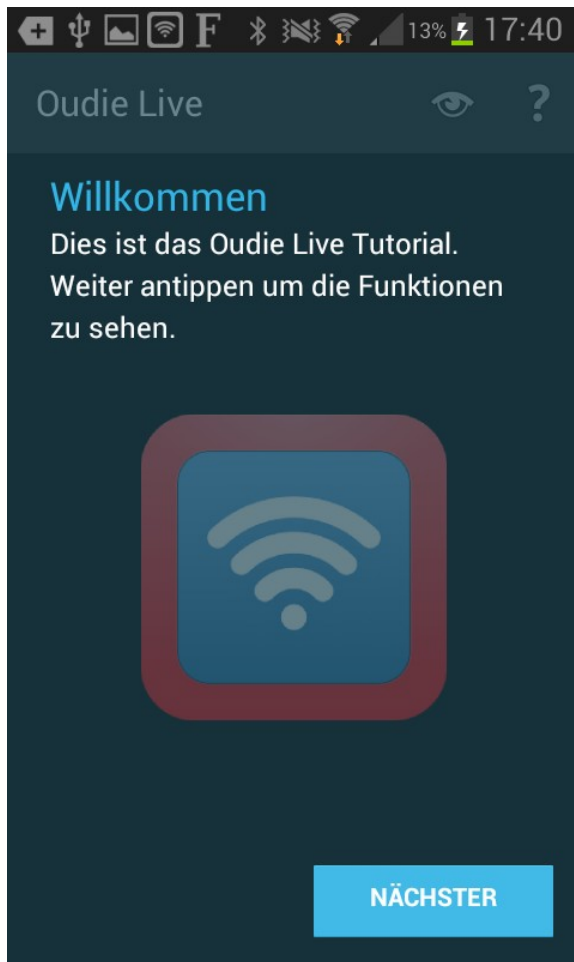 F 13% 17:40
Oudie Live ?
Willkommen
Dies ist das Oudie Live Tutorial.
Weiter antippen um die Funktionen
zu sehen.
NÄCHSTER